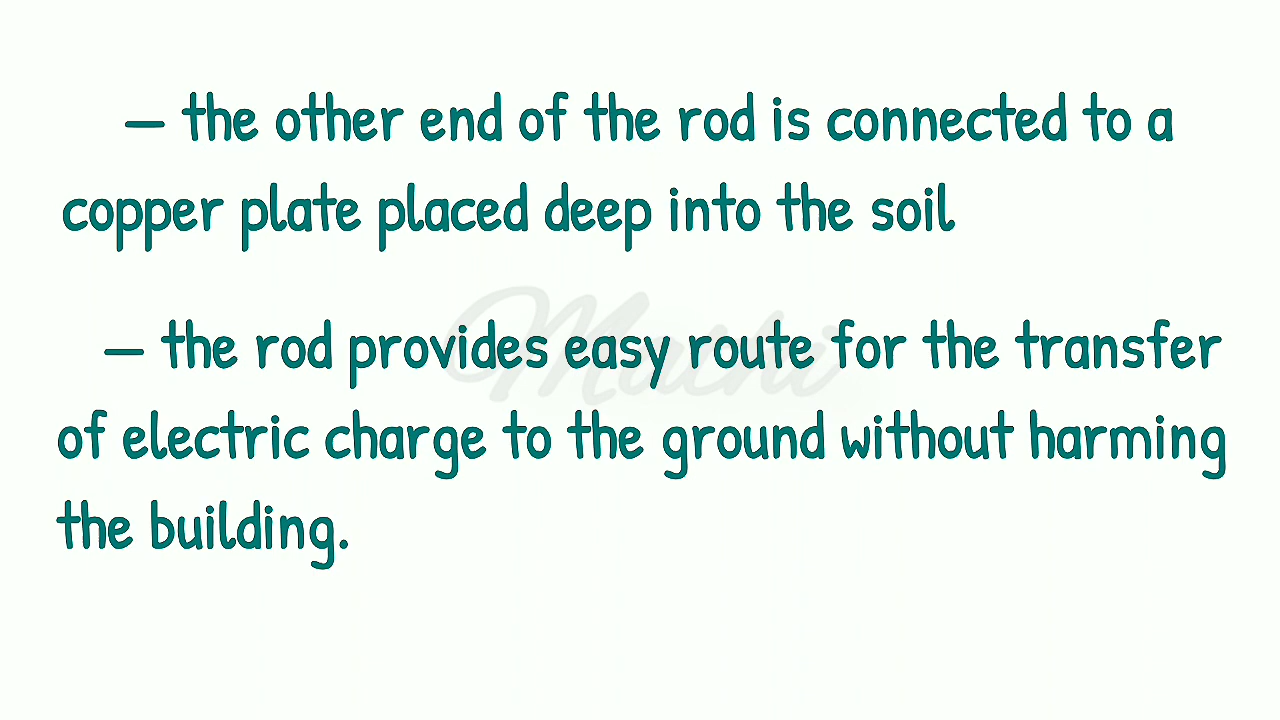 — the other end of the rod is connected to a
copper plate placed deep into the soil
Machi
— the rod provides easy route for the transfer
of electric charge to the ground without harming
the building.